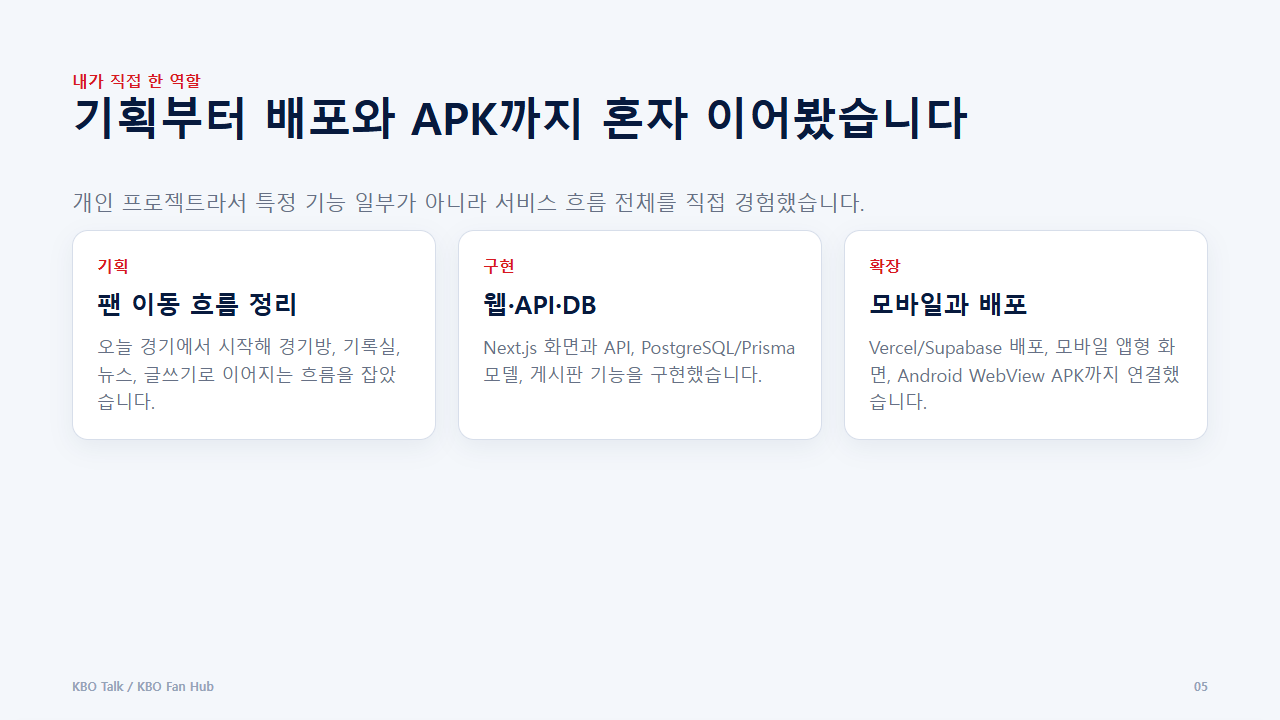 내가 직접 한 역할
기획부터 배포와 APK까지 혼자 이어봤습니다
개인 프로젝트라서 특정 기능 일부가 아니라 서비스 흐름 전체를 직접 경험했습니다.
기획
팬 이동 흐름 정리
오늘 경기에서 시작해 경기방, 기록실,
뉴스, 글쓰기로 이어지는 흐름을 잡았
습니다.
구현
웹·API·DB
Next.js 화면과 API, PostgreSQL/Prisma
모델, 게시판 기능을 구현했습니다.
확장
모바일과 배포
Vercel/Supabase 배포, 모바일 앱형 화
면, Android WebView APK까지 연결했
습니다.
KBO Talk / KBO Fan Hub
05